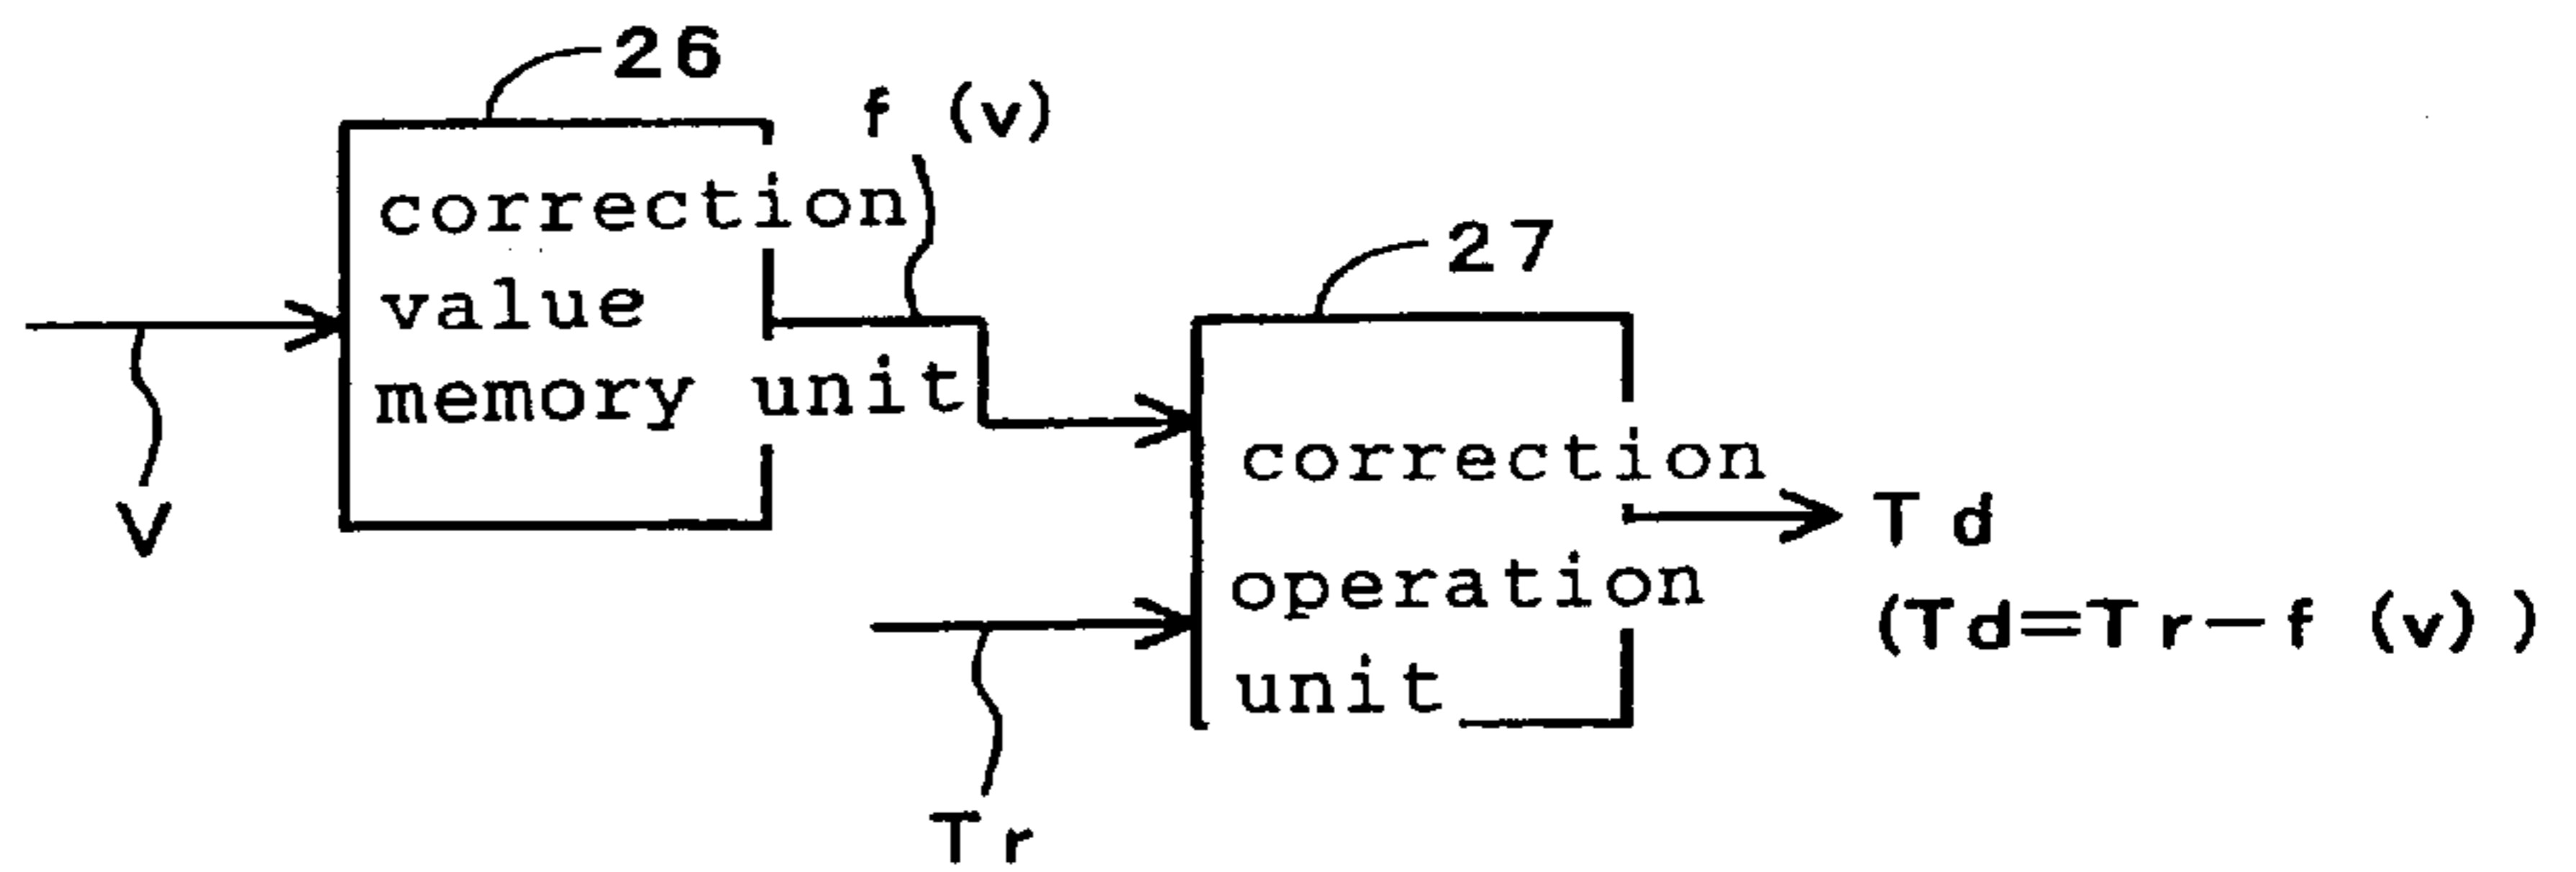 26
f (v)
correction
value
memory unit
V
27
correction
operation
unit
Tr
Td
(Td=Tr−f (v))